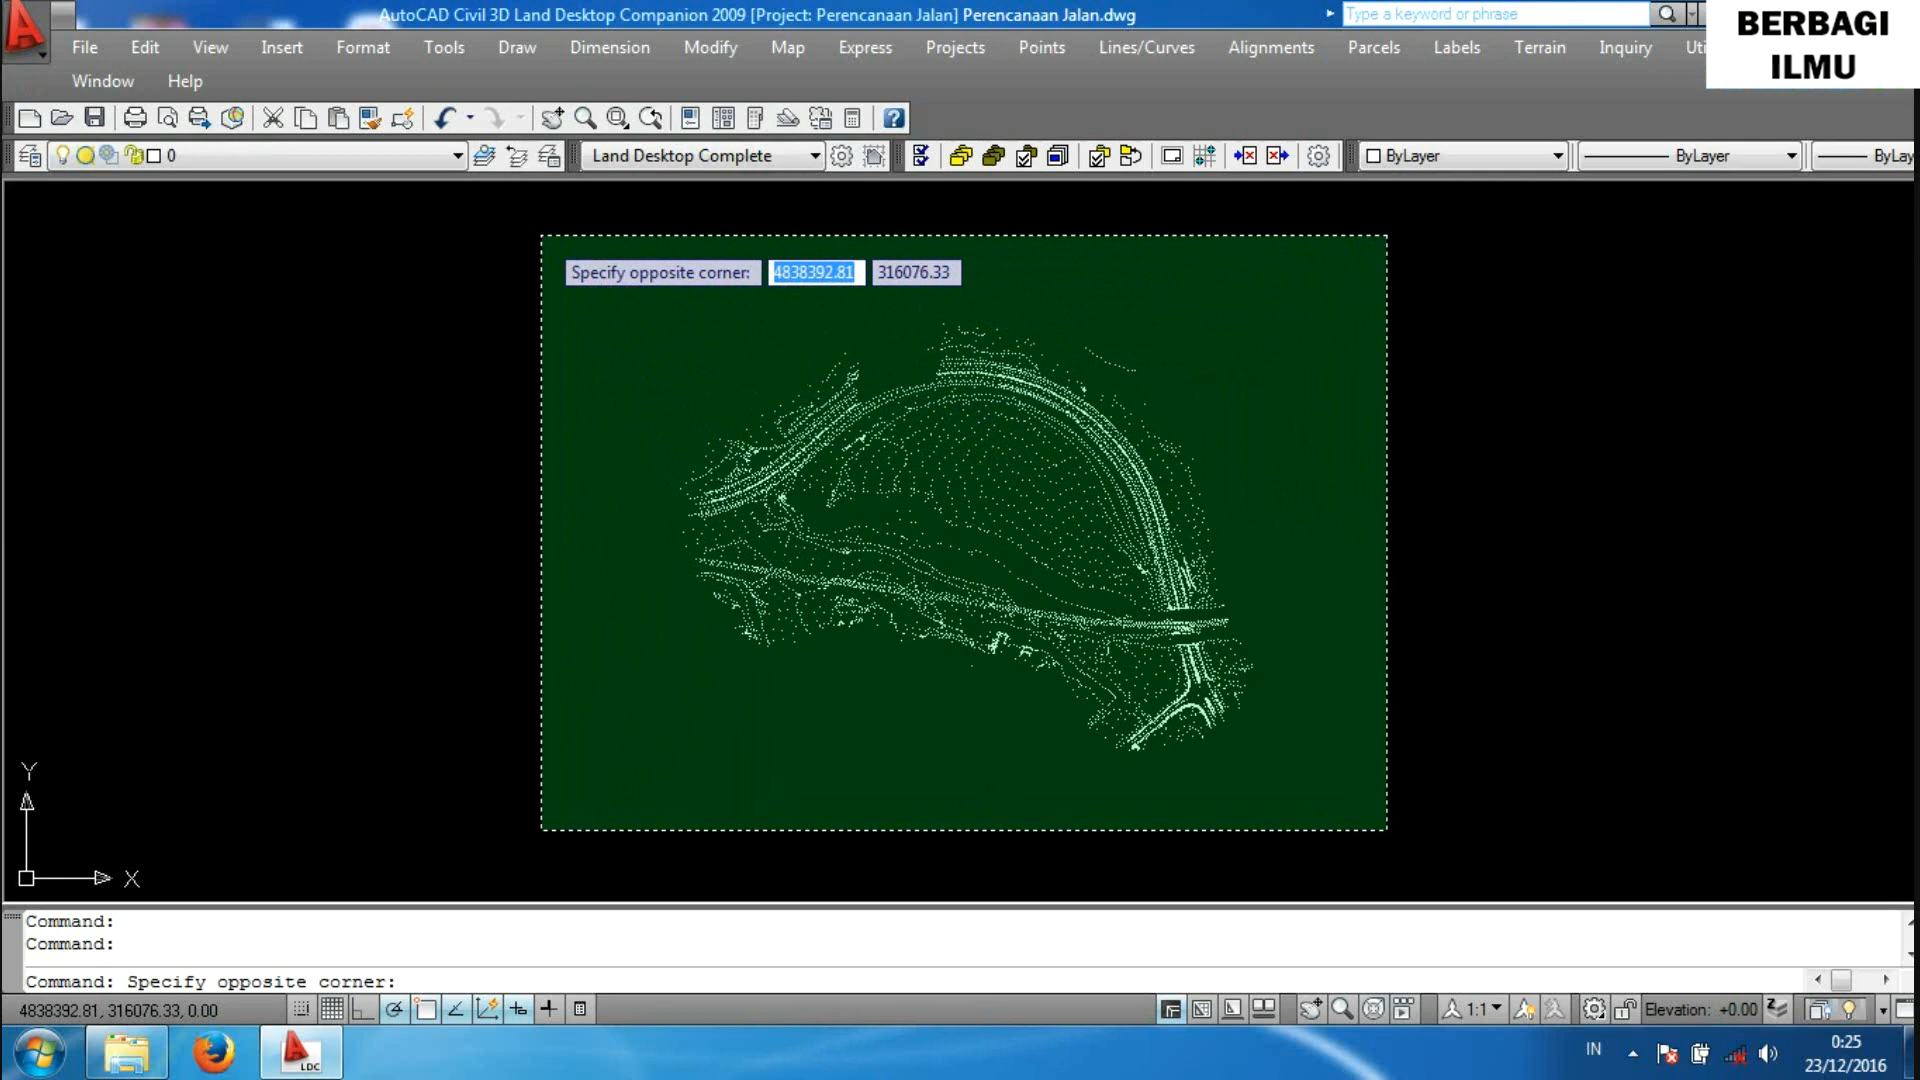 AutoCAD Civil 3D Land Desktop Companion 2009 [Project: Perencanaan Jalan] Perencanaan Jalan.dwg
Type a keyword or phrase
BERBAGI
ILMU
File Edit View Insert Format Tools Draw Dimension Modify Map Express Projects Points Lines/Curves Alignments Parcels Labels Terrain Inquiry Uti
Window Help
0 Land Desktop Complete ByLayer ByLayer ByLay
Specify opposite corner: 4838392.81 316076.33
Y
X
Command:
Command:
Command: Specify opposite corner:
4838392.81, 316076.33, 0.00 1:1 Elevation: +0.00
LDC
IN
0:25
23/12/2016